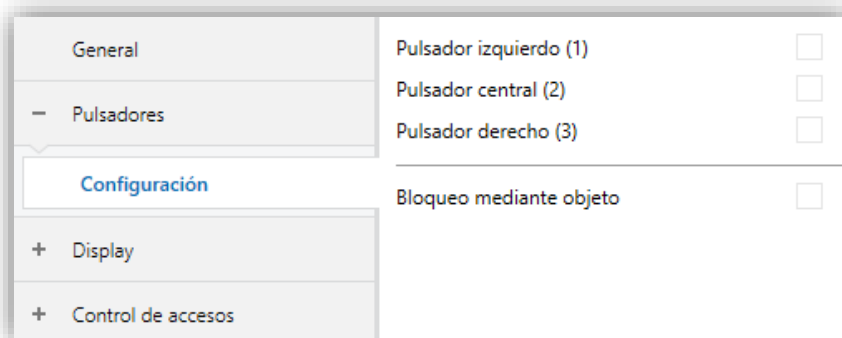 General
− Pulsadores
Configuración
+ Display
+ Control de accesos
Pulsador izquierdo (1)
Pulsador central (2)
Pulsador derecho (3)
Bloqueo mediante objeto